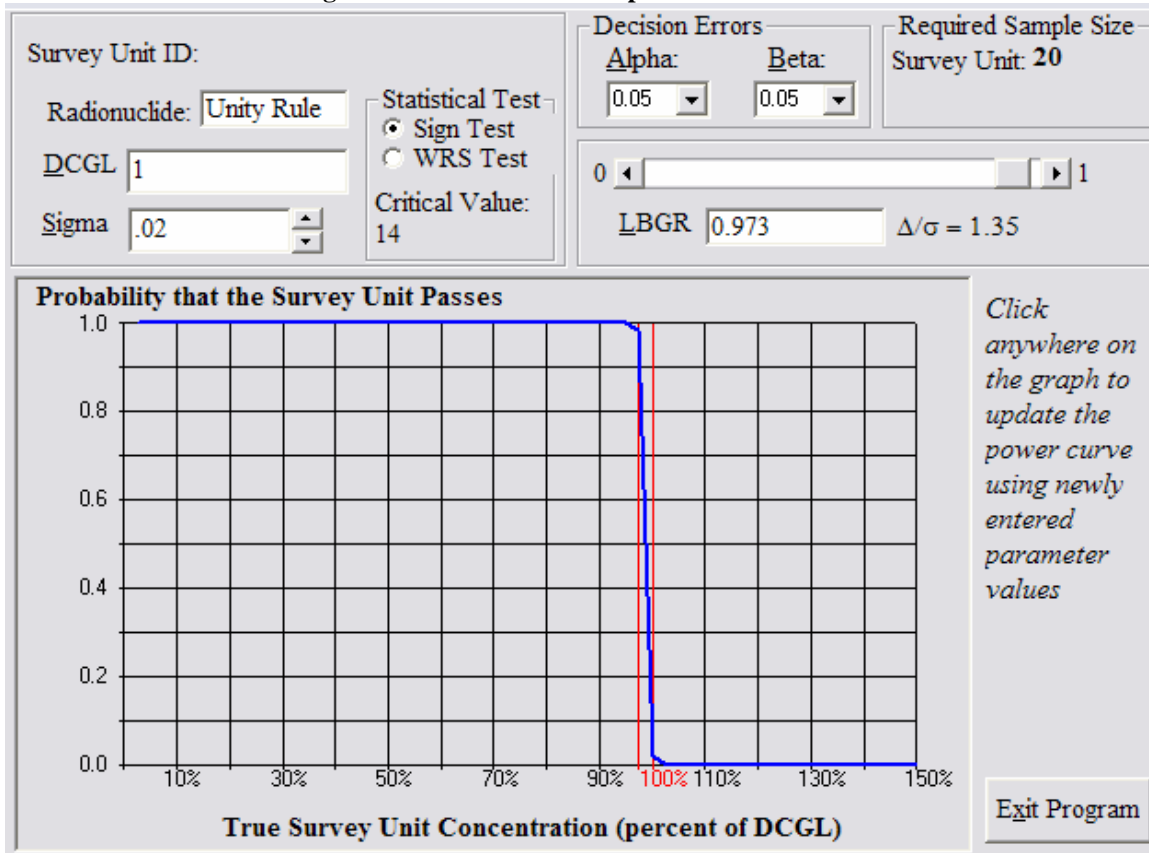 Survey Unit ID:
Radionuclide: Unity Rule
DCGL 1
Sigma .02
Statistical Test
Sign Test
WRS Test
Critical Value:
14
Decision Errors
Alpha: Beta:
0.05 0.05
Required Sample Size
Survey Unit: 20
0 1
LBGR 0.973 Δ/σ = 1.35
Probability that the Survey Unit Passes
1.0
0.8
0.6
0.4
0.2
0.0
10% 30% 50% 70% 90% 100% 110% 130% 150%
True Survey Unit Concentration (percent of DCGL)
Click
anywhere on
the graph to
update the
power curve
using newly
entered
parameter
values
Exit Program